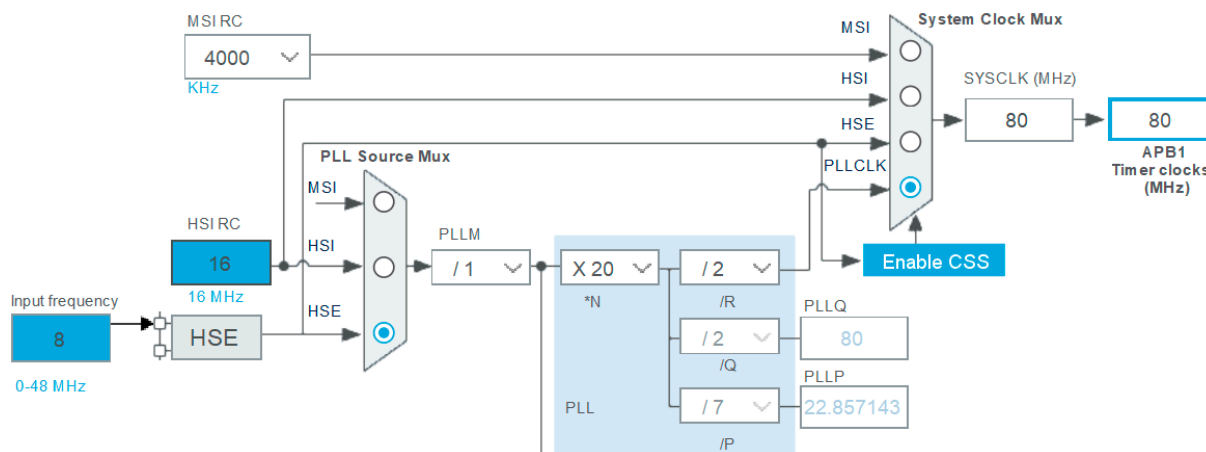 MSI RC
4000
KHz
System Clock Mux
MSI
HSI
HSE
PLLCLK
SYSCLK (MHz)
80
80
APB1
Timer clocks
(MHz)
Enable CSS
PLL Source Mux
MSI
HSI
HSE
HSI RC
16
16 MHz
Input frequency
8
0-48 MHz
HSE
PLLM
/ 1
X 20
*N
/ 2
/R
/ 2
/Q
/ 7
/P
PLL
PLLQ
80
PLLP
22.857143